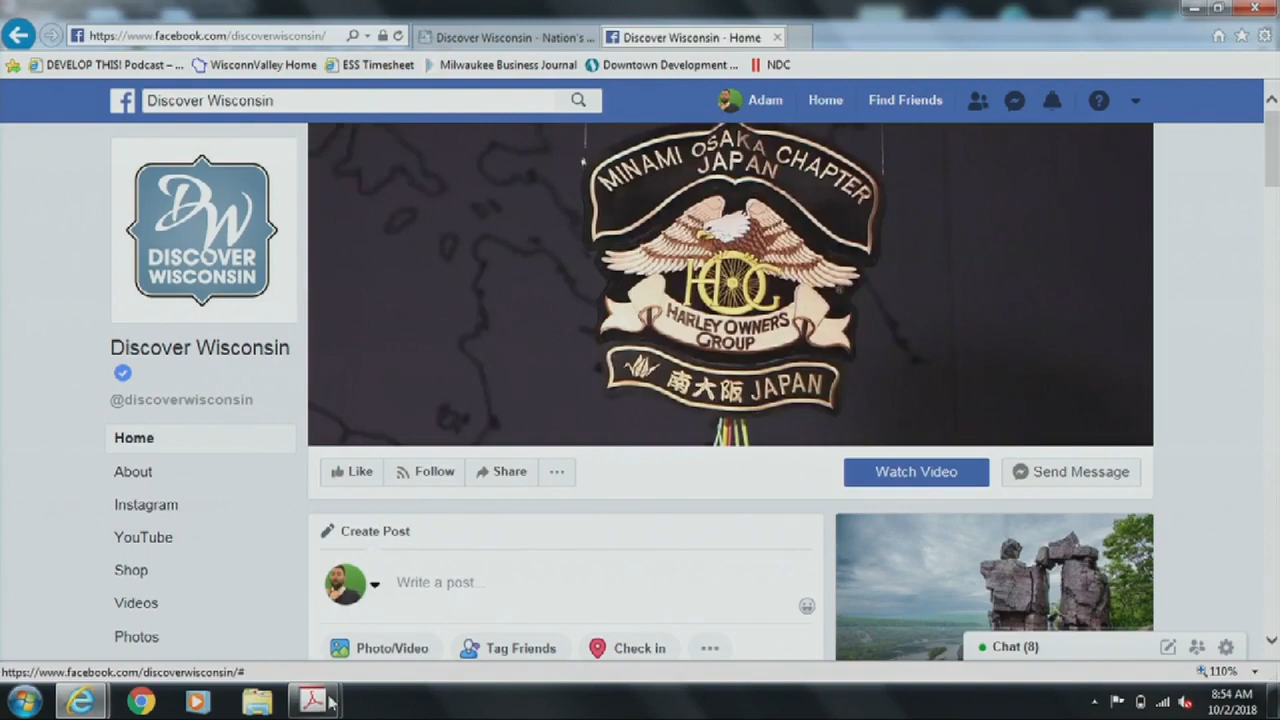 https://www.facebook.com/discoverwisconsin/
Discover Wisconsin - Nation's ...
Discover Wisconsin - Home
DEVELOP THIS! Podcast – ...
WisconnValley Home
ESS Timesheet
Milwaukee Business Journal
Downtown Development ...
NDC
Discover Wisconsin
Adam
Home
Find Friends
DW
DISCOVER
WISCONSIN
MINAMI OSAKA CHAPTER
JAPAN
HOG
HARLEY OWNERS
GROUP
南大阪 JAPAN
Discover Wisconsin
@discoverwisconsin
Home
About
Instagram
YouTube
Shop
Videos
Photos
Like
Follow
Share
Watch Video
Send Message
Create Post
Write a post...
Photo/Video
Tag Friends
Check in
Chat (8)
https://www.facebook.com/discoverwisconsin/#
110%
8:54 AM
10/2/2018